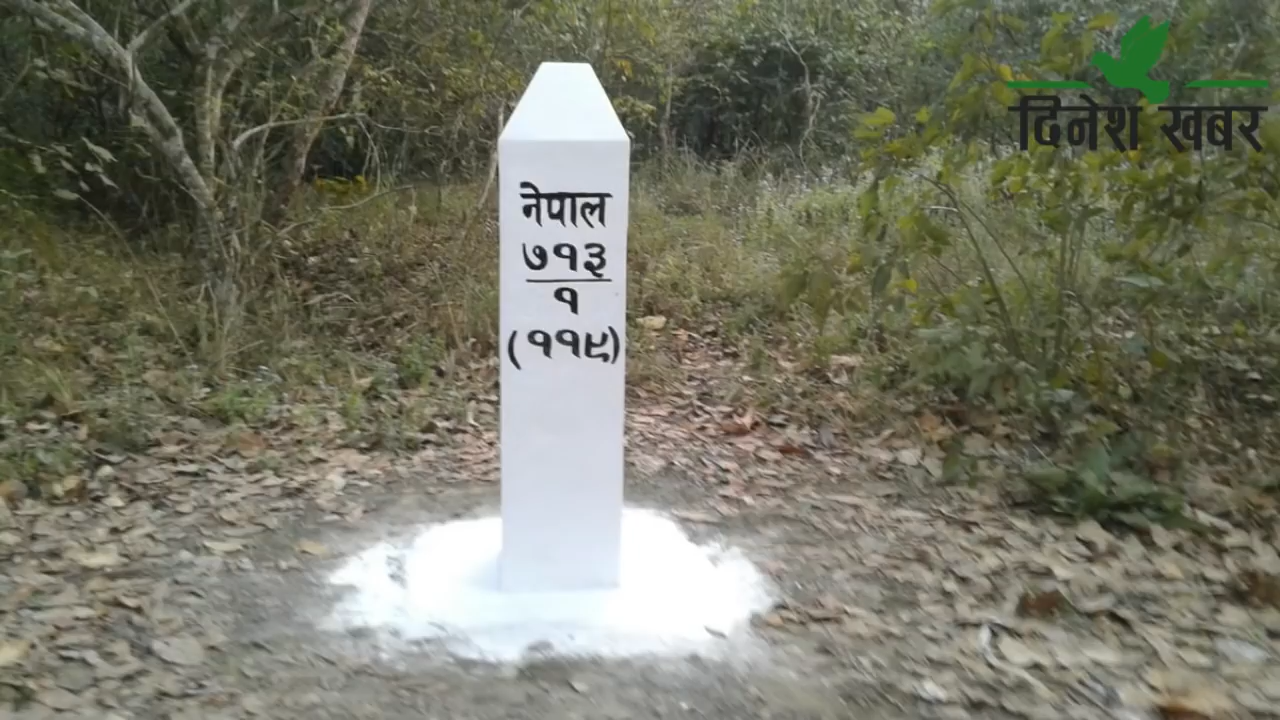 दिनेश खबर
नेपाल
७१३
१
(११९)